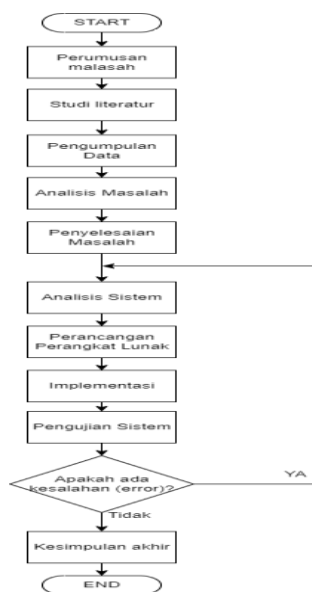 START
Perumusan
malasah
Studi literatur
Pengumpulan
Data
Analisis Masalah
Penyelesaian
Masalah
Analisis Sistem
Perancangan
Perangkat Lunak
Implementasi
Pengujian Sistem
Apakah ada
kesalahan (error)?
YA
Tidak
Kesimpulan akhir
END